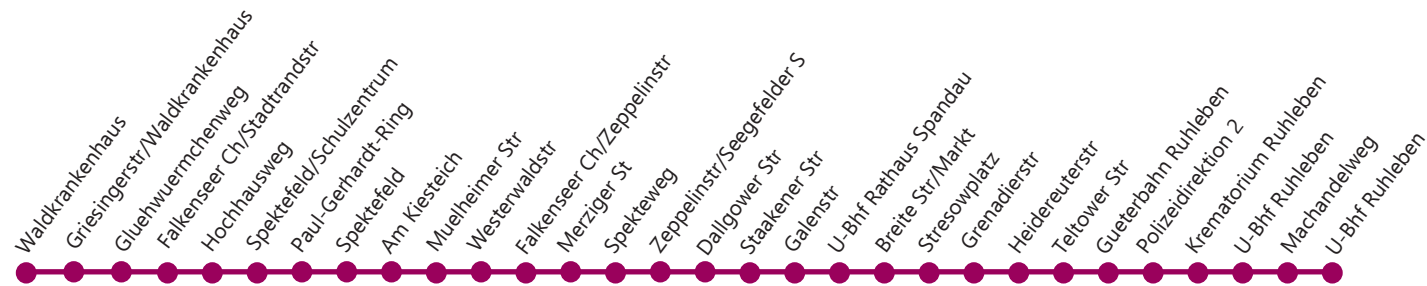 Waldkrankenhaus
Griesingerstr/Waldkrankenhaus
Gluehwuermchenweg
Falkenseer Ch/Stadtrandstr
Hochhausweg
Spektefeld/Schulzentrum
Paul-Gerhardt-Ring
Spektefeld
Am Kiesteich
Muelheimer Str
Westerwaldstr
Falkenseer Ch/Zeppelinstr
Merziger St
Spekteweg
Zeppelinstr/Seegefelder S
Dallgower Str
Staakener Str
Galenstr
U-Bhf Rathaus Spandau
Breite Str/Markt
Stresowplatz
Grenadierstr
Heidereuterstr
Teltower Str
Gueterbahn Ruhleben
Polizeidirektion 2
Krematorium Ruhleben
U-Bhf Ruhleben
Machandelweg
U-Bhf Ruhleben